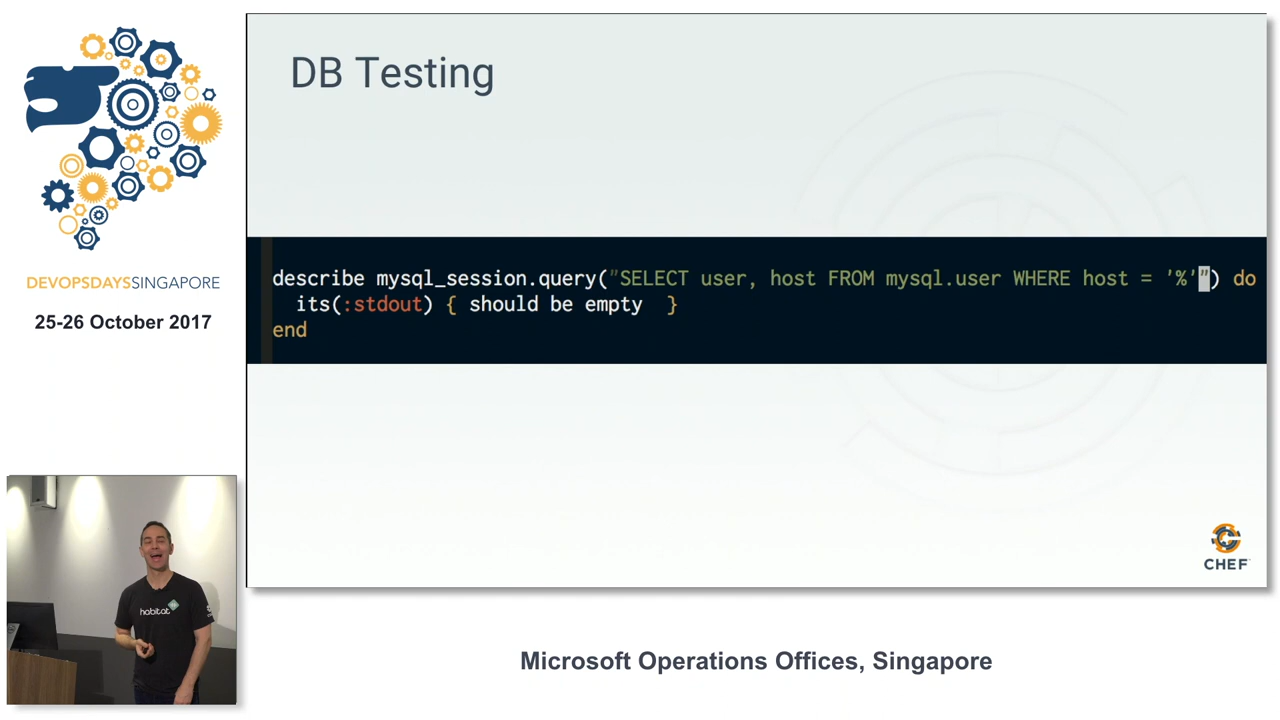 DB Testing
describe mysql_session.query("SELECT user, host FROM mysql.user WHERE host = '%'") do
its(:stdout) { should be empty }
end
DEVOPSDAYSSINGAPORE
25-26 October 2017
habitat
CHEF
Microsoft Operations Offices, Singapore